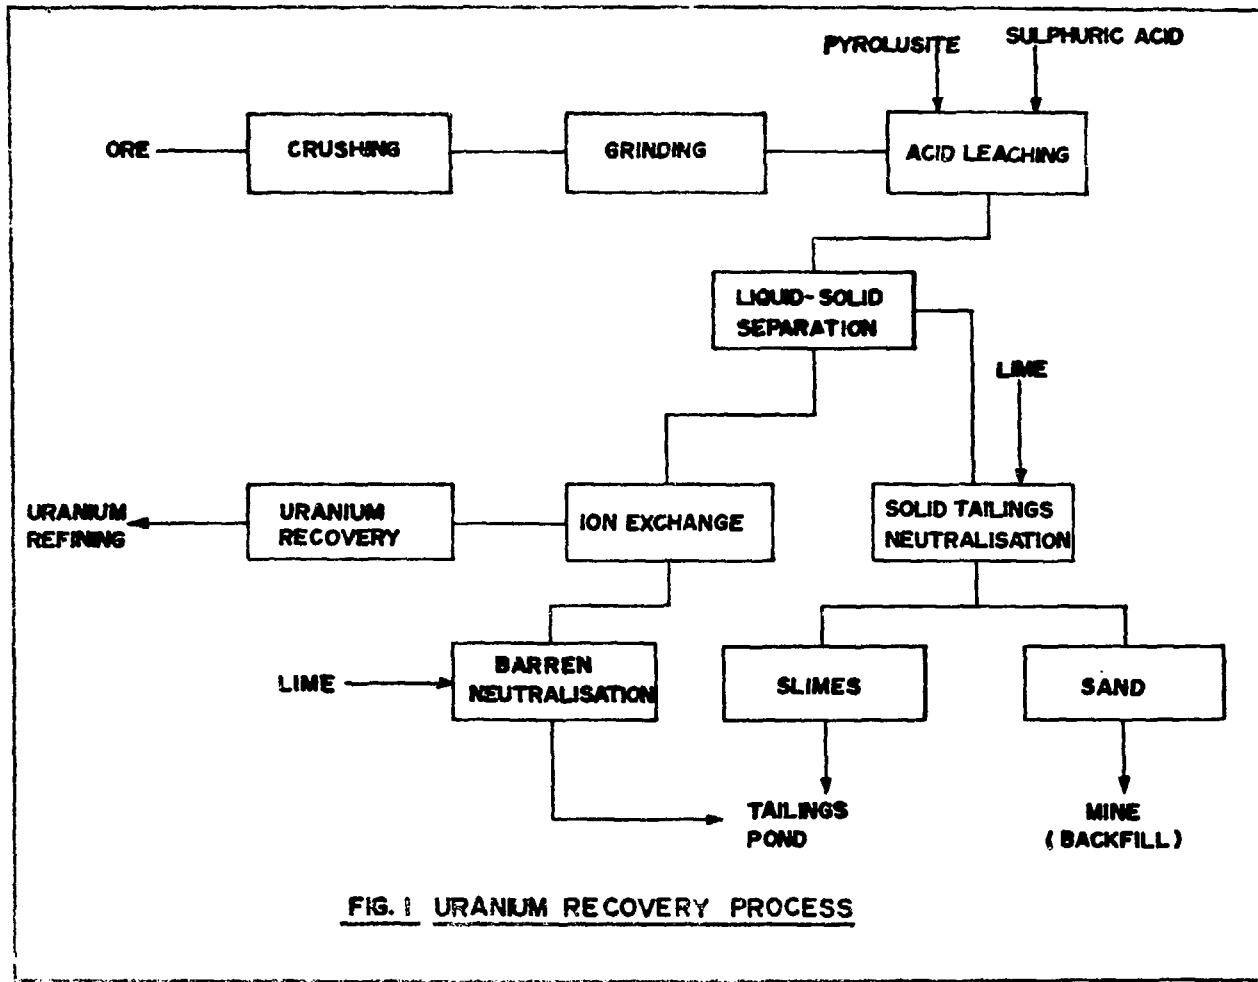 PYROLUSITE
SULPHURIC ACID
ORE
CRUSHING
GRINDING
ACID LEACHING
LIQUID-SOLID
SEPARATION
LIME
URANIUM
REFINING
URANIUM
RECOVERY
ION EXCHANGE
SOLID TAILINGS
NEUTRALISATION
LIME
BARREN
NEUTRALISATION
SLIMES
SAND
TAILINGS
POND
MINE
(BACKFILL)
FIG. 1 URANIUM RECOVERY PROCESS